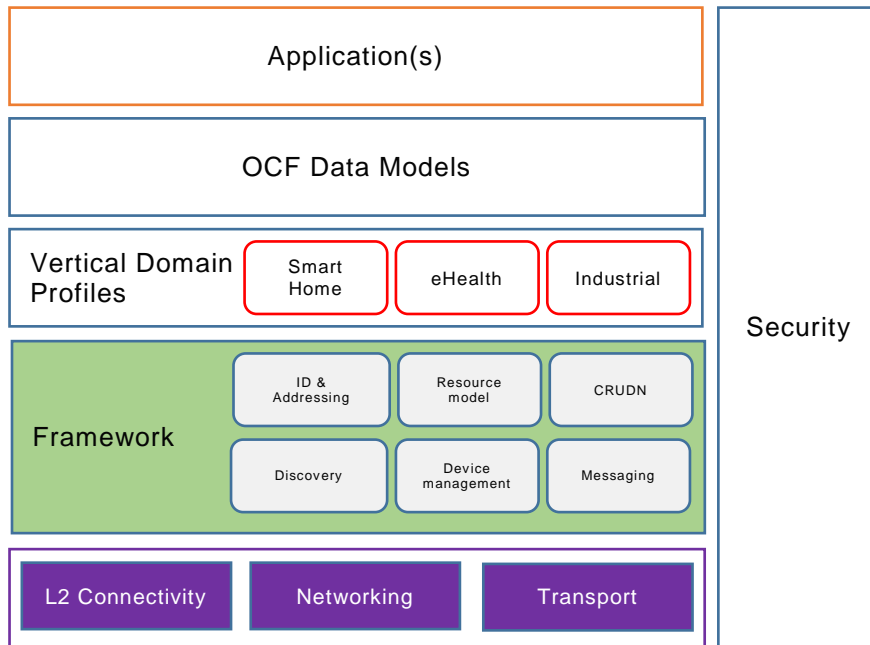 Application(s)
OCF Data Models
Vertical Domain
Profiles
Smart
Home
eHealth
Industrial
Security
Framework
ID &
Addressing
Resource
model
CRUDN
Discovery
Device
management
Messaging
L2 Connectivity
Networking
Transport